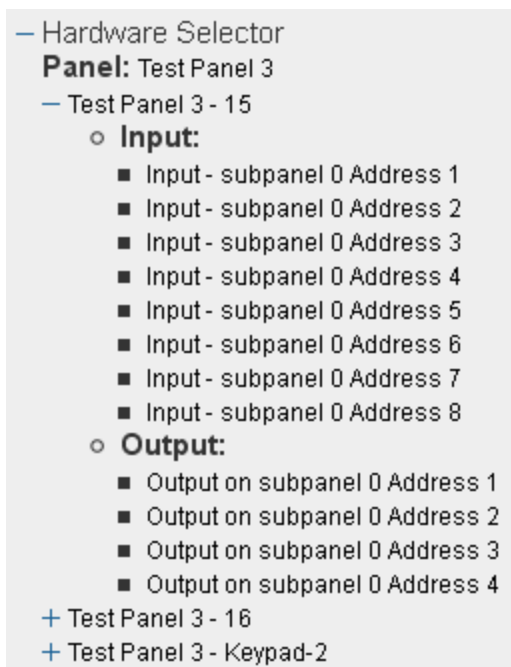 Hardware Selector
Panel: Test Panel 3
Test Panel 3 - 15
Input:
Input - subpanel 0 Address 1
Input - subpanel 0 Address 2
Input - subpanel 0 Address 3
Input - subpanel 0 Address 4
Input - subpanel 0 Address 5
Input - subpanel 0 Address 6
Input - subpanel 0 Address 7
Input - subpanel 0 Address 8
Output:
Output on subpanel 0 Address 1
Output on subpanel 0 Address 2
Output on subpanel 0 Address 3
Output on subpanel 0 Address 4
Test Panel 3 - 16
Test Panel 3 - Keypad-2